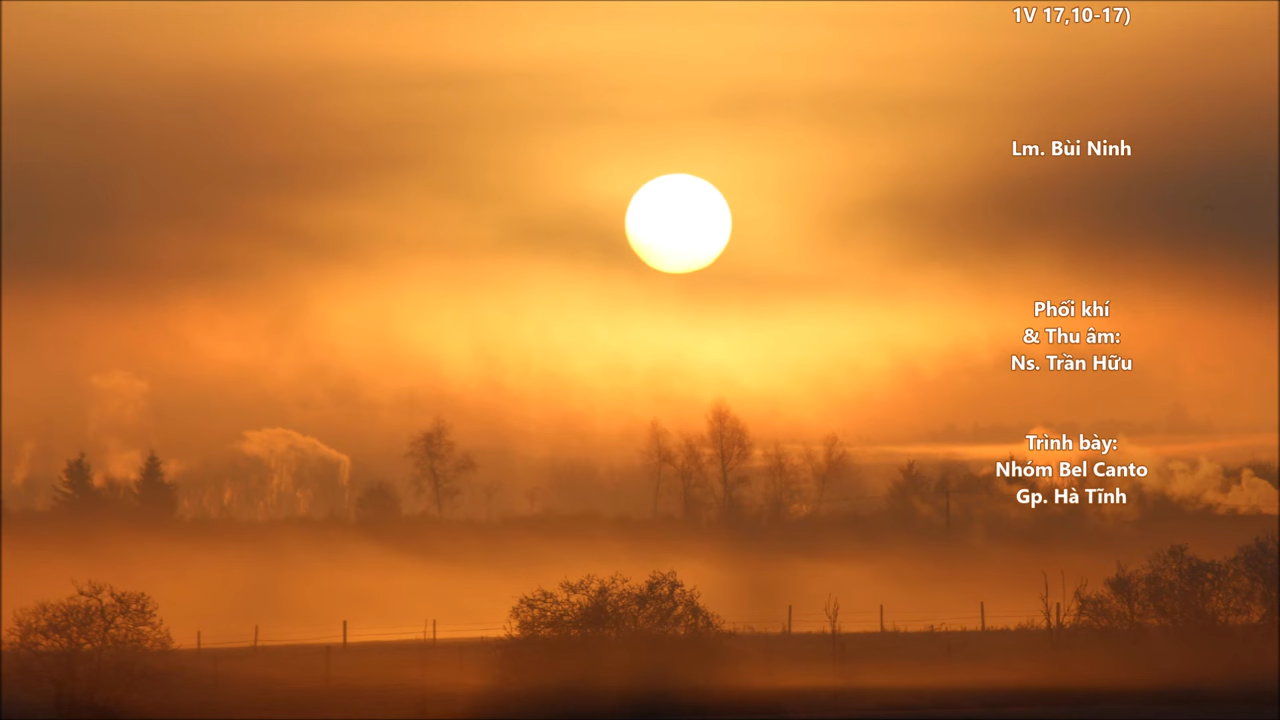 1V 17,10-17)
Lm. Bùi Ninh
Phối khí
& Thu âm:
Ns. Trần Hữu
Trình bày:
Nhóm Bel Canto
Gp. Hà Tĩnh